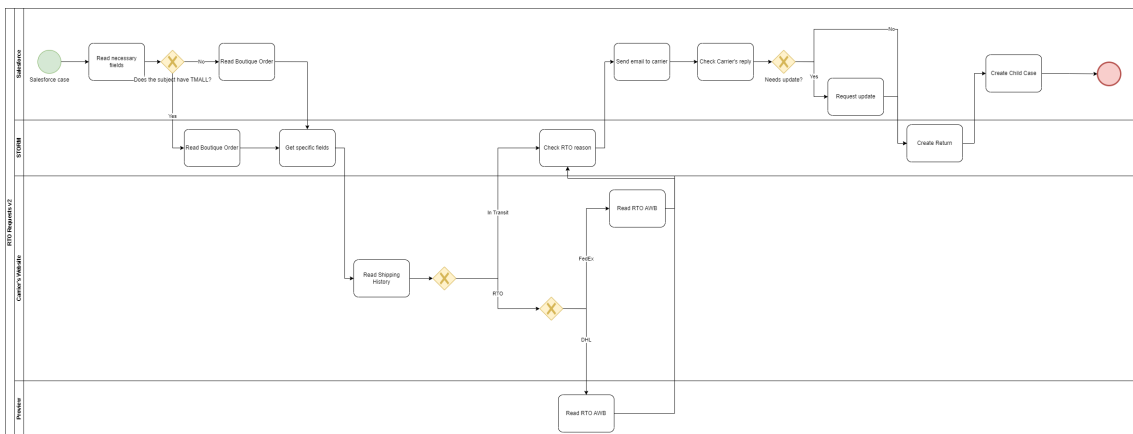 RTO Requests v2
Salesforce
Salesforce case
Read necessary
fields
Does the subject have TMALL?
No
Read Boutique Order
Yes
Send email to carrier
Check Carrier's reply
Needs update?
No
Yes
Request update
Create Child Case
STORM
Read Boutique Order
Get specific fields
Check RTO reason
Create Return
Carrier's Website
Read Shipping
History
In Transit
RTO
FedEx
Read RTO AWB
DHL
Preview
Read RTO AWB